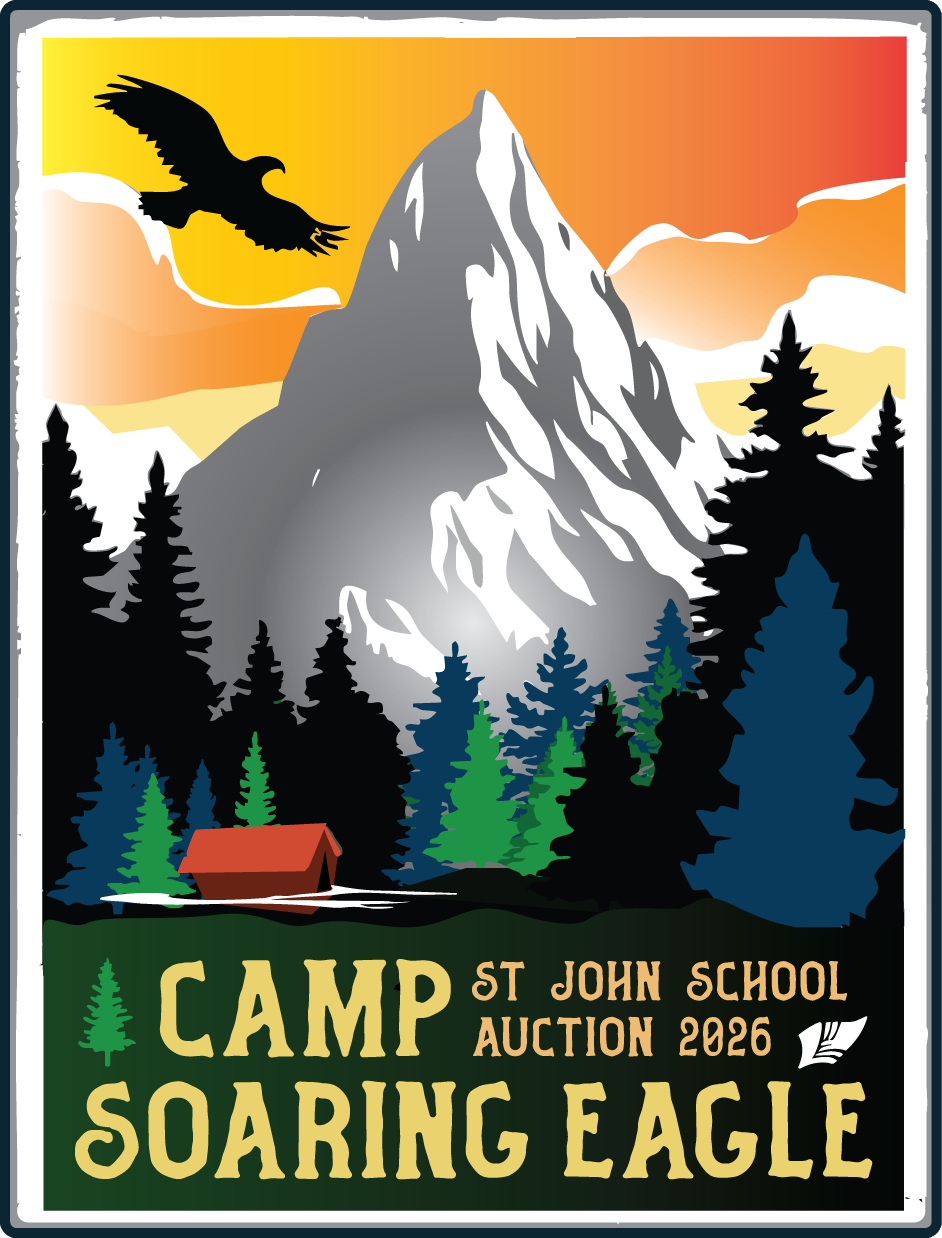 CAMP
ST JOHN SCHOOL
AUCTION 2026
SOARING EAGLE